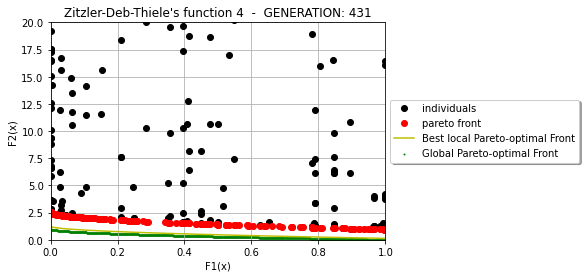 Zitzler-Deb-Thiele's function 4 - GENERATION: 431
F2(x)
20.0
17.5
15.0
12.5
10.0
7.5
5.0
2.5
0.0
0.0 0.2 0.4 0.6 0.8 1.0
F1(x)
individuals
pareto front
Best local Pareto-optimal Front
Global Pareto-optimal Front